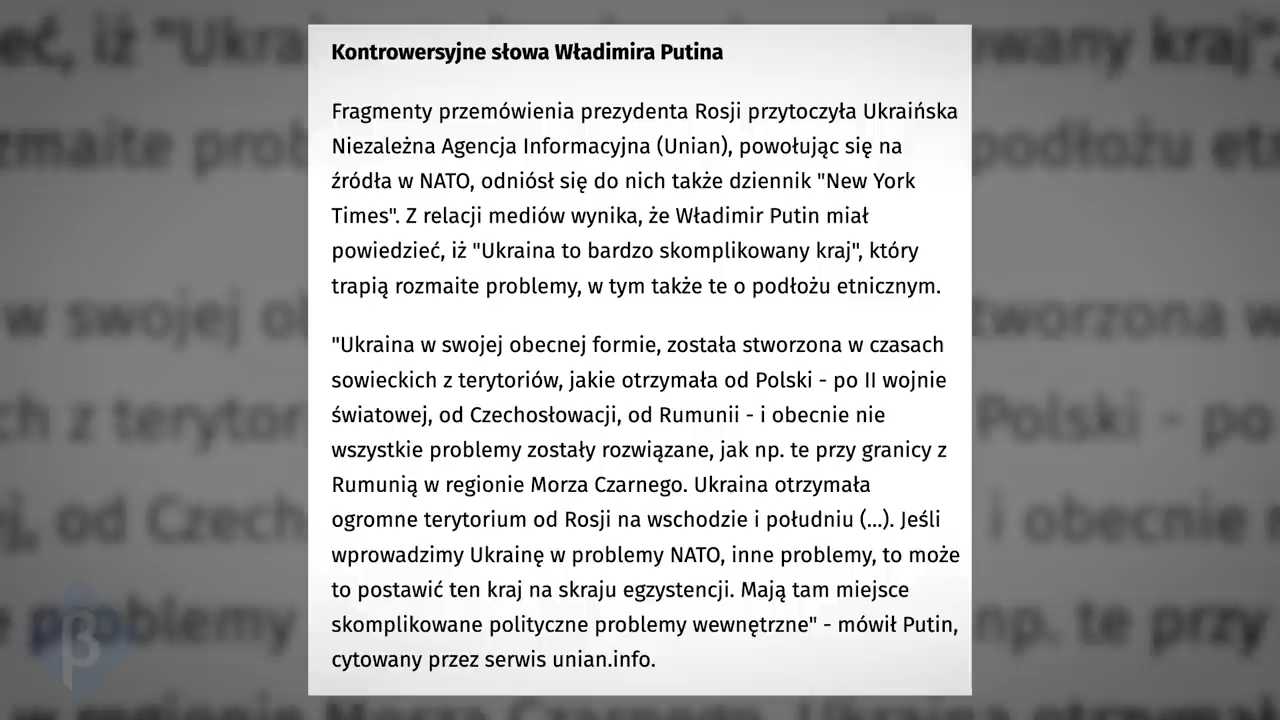 Kontrowersyjne słowa Władimira Putina
Fragmenty przemówienia prezydenta Rosji przytoczyła Ukraińska
Niezależna Agencja Informacyjna (Unian), powołując się na
źródła w NATO, odniósł się do nich także dziennik "New York
Times". Z relacji mediów wynika, że Władimir Putin miał
powiedzieć, iż "Ukraina to bardzo skomplikowany kraj", który
trapią rozmaite problemy, w tym także te o podłożu etnicznym.
"Ukraina w swojej obecnej formie, została stworzona w czasach
sowieckich z terytoriów, jakie otrzymała od Polski - po II wojnie
światowej, od Czechosłowacji, od Rumunii - i obecnie nie
wszystkie problemy zostały rozwiązane, jak np. te przy granicy z
Rumunią w regionie Morza Czarnego. Ukraina otrzymała
ogromne terytorium od Rosji na wschodzie i południu (...). Jeśli
wprowadzimy Ukrainę w problemy NATO, inne problemy, to może
to postawić ten kraj na skraju egzystencji. Mają tam miejsce
skomplikowane polityczne problemy wewnętrzne" - mówił Putin,
cytowany przez serwis unian.info.
β